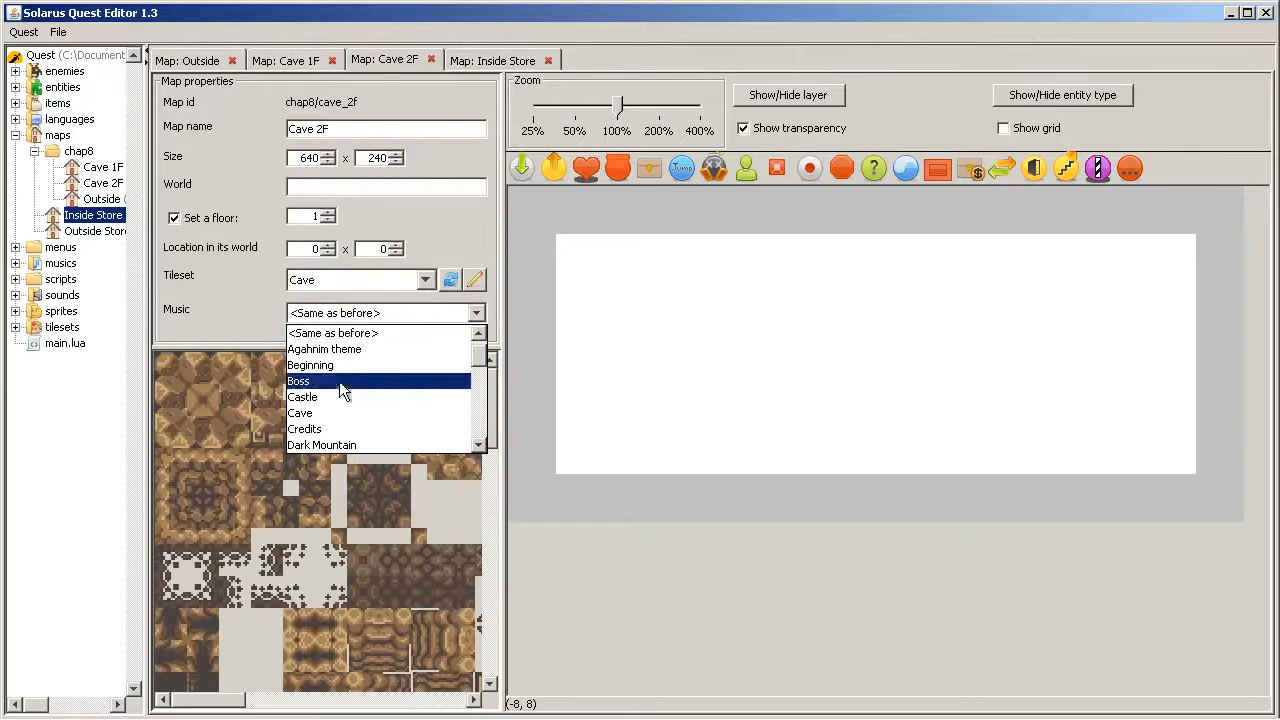 Solarus Quest Editor 1.3
Quest File
Quest (C:\Document
enemies
entities
items
languages
maps
chap8
Cave 1F
Cave 2F
Outside (
Inside Store
Outside Store
menus
musics
scripts
sounds
sprites
tilesets
main.lua
Map: Outside
Map: Cave 1F
Map: Cave 2F
Map: Inside Store
Map properties
Map id chap8/cave_2f
Map name Cave 2F
Size 640 x 240
World
Set a floor: 1
Location in its world 0 x 0
Tileset Cave
Music <Same as before>
<Same as before>
Agahnim theme
Beginning
Boss
Castle
Cave
Credits
Dark Mountain
Zoom
25% 50% 100% 200% 400%
Show/Hide layer
Show transparency
Show/Hide entity type
Show grid
Jump
?
$
(-8, 8)